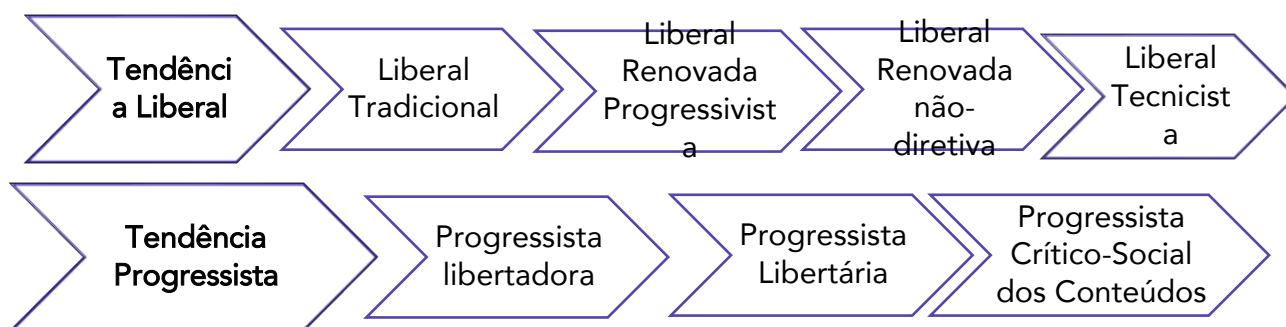 Tendênci
a Liberal
Liberal
Tradicional
Liberal
Renovada
Progressivist
a
Liberal
Renovada
não-
diretiva
Liberal
Tecnicist
a
Tendência
Progressista
Progressista
libertadora
Progressista
Libertária
Progressista
Crítico-Social
dos Conteúdos